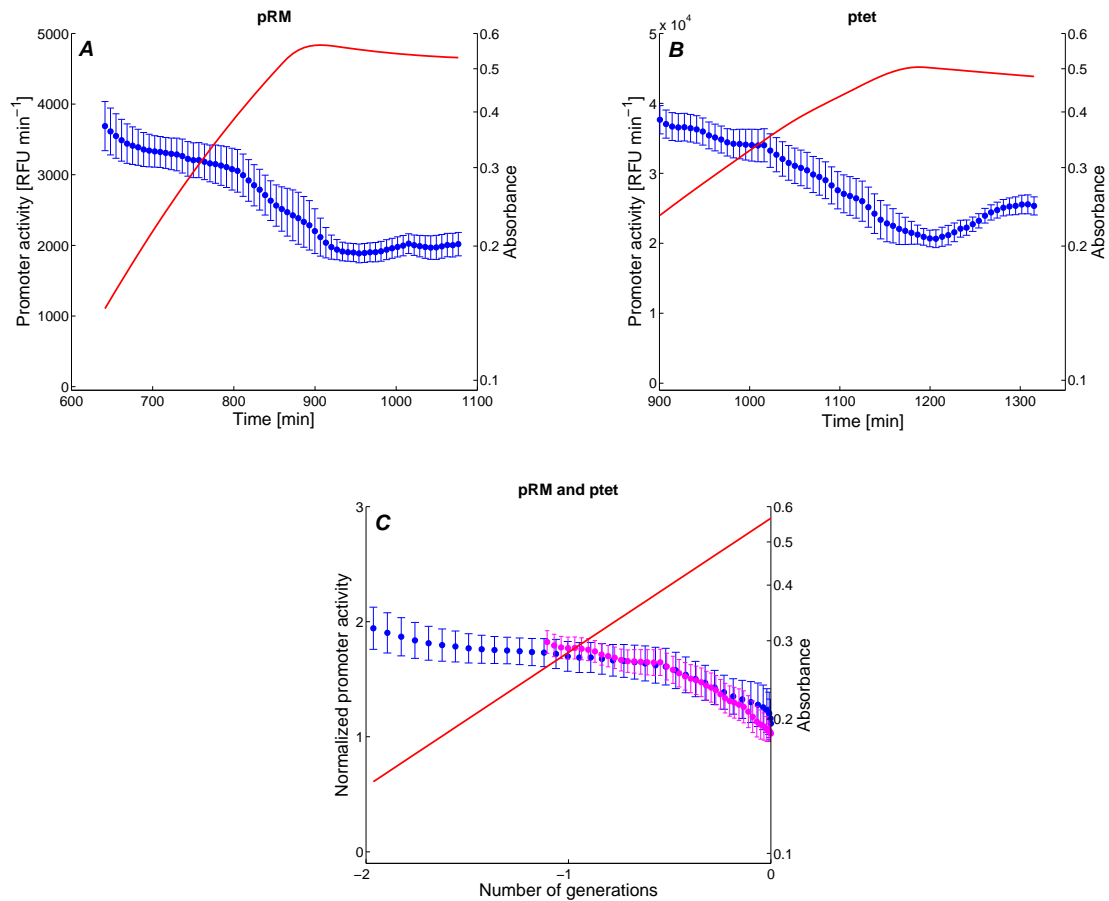 pRM
A
5000
4000
3000
2000
1000
0
Promoter activity [RFU min−1]
0.6
0.5
0.4
0.3
0.2
0.1
Absorbance
600 700 800 900 1000 1100
Time [min]
ptet
x 10^4
B
5
4
3
2
1
0
Promoter activity [RFU min−1]
0.6
0.5
0.4
0.3
0.2
0.1
Absorbance
900 1000 1100 1200 1300
Time [min]
pRM and ptet
C
3
2
1
0
Normalized promoter activity
0.6
0.5
0.4
0.3
0.2
0.1
Absorbance
−2 −1 0
Number of generations